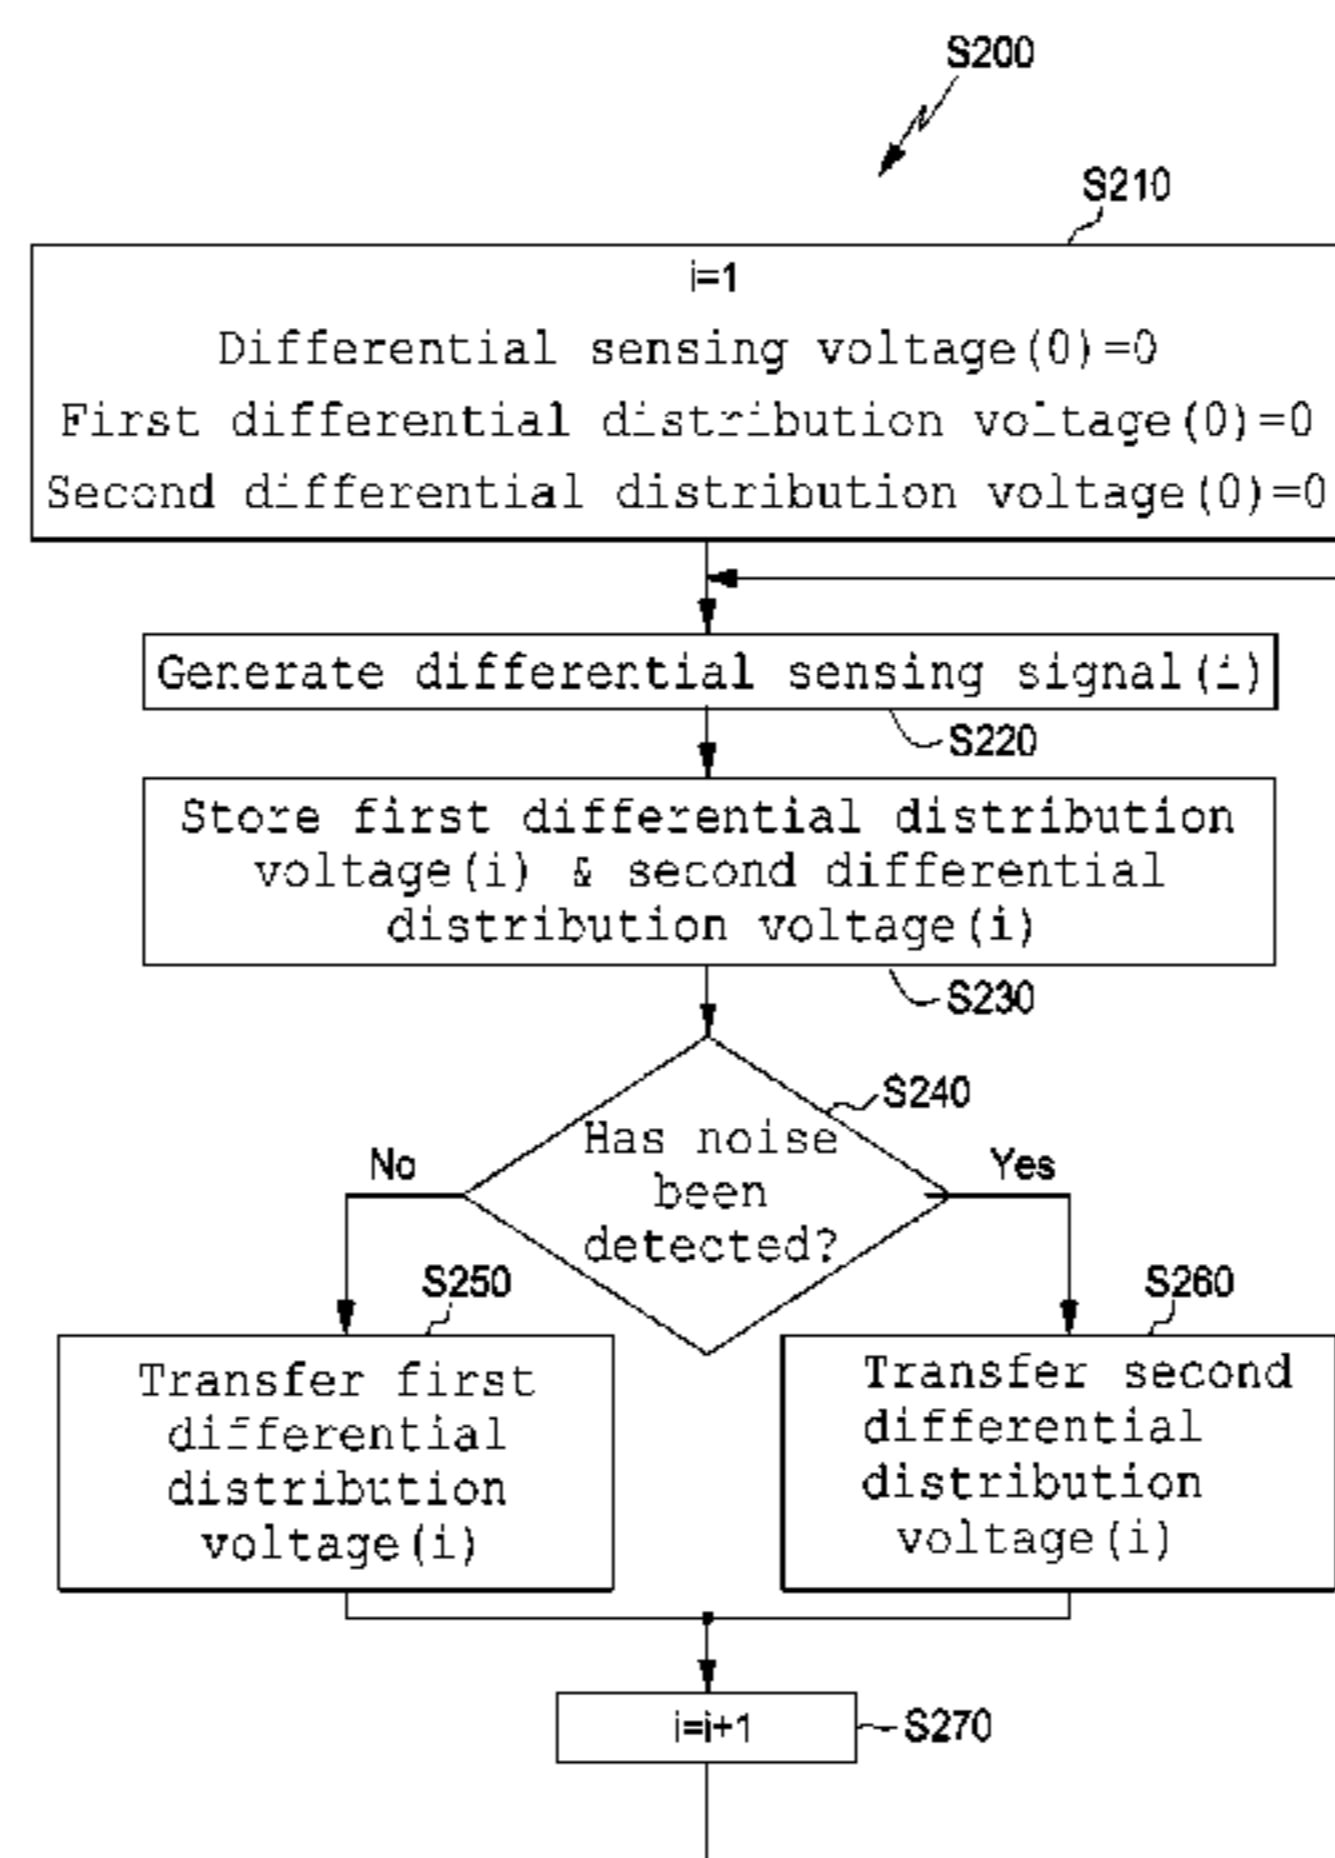 S200
S210
i=1
Differential sensing voltage(0)=0
First differential distribution voltage(0)=0
Second differential distribution voltage(0)=0
Generate differential sensing signal(i)
S220
Store first differential distribution
voltage(i) & second differential
distribution voltage(i)
S230
S240
Has noise
been
detected?
No
Yes
S250
S260
Transfer first
differential
distribution
voltage(i)
Transfer second
differential
distribution
voltage(i)
i=i+1
S270